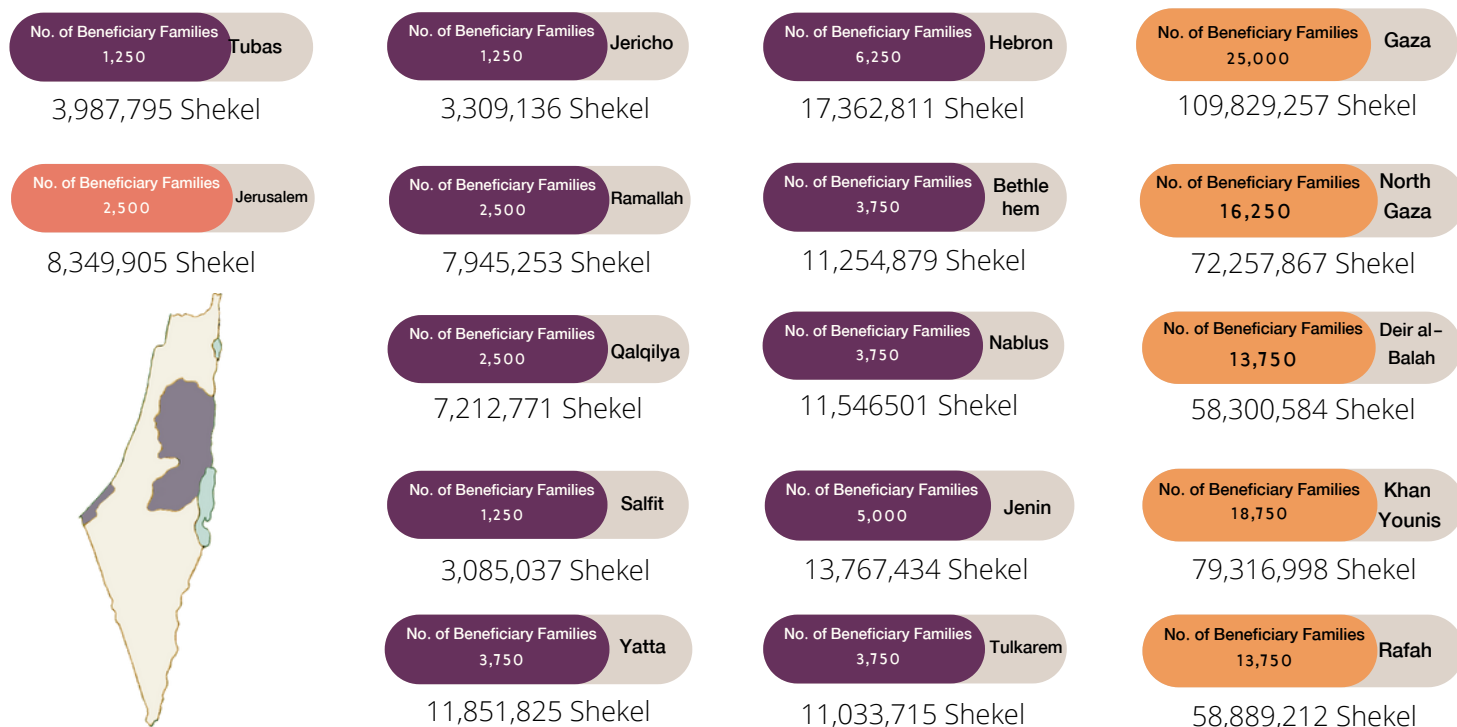 No. of Beneficiary Families
1,250
Tubas
3,987,795 Shekel
No. of Beneficiary Families
1,250
Jericho
3,309,136 Shekel
No. of Beneficiary Families
6,250
Hebron
17,362,811 Shekel
No. of Beneficiary Families
25,000
Gaza
109,829,257 Shekel
No. of Beneficiary Families
2,500
Jerusalem
8,349,905 Shekel
No. of Beneficiary Families
2,500
Ramallah
7,945,253 Shekel
No. of Beneficiary Families
3,750
Bethle
hem
11,254,879 Shekel
No. of Beneficiary Families
16,250
North
Gaza
72,257,867 Shekel
No. of Beneficiary Families
2,500
Qalqilya
7,212,771 Shekel
No. of Beneficiary Families
3,750
Nablus
11,546501 Shekel
No. of Beneficiary Families
13,750
Deir al-
Balah
58,300,584 Shekel
No. of Beneficiary Families
1,250
Salfit
3,085,037 Shekel
No. of Beneficiary Families
5,000
Jenin
13,767,434 Shekel
No. of Beneficiary Families
18,750
Khan
Younis
79,316,998 Shekel
No. of Beneficiary Families
3,750
Yatta
11,851,825 Shekel
No. of Beneficiary Families
3,750
Tulkarem
11,033,715 Shekel
No. of Beneficiary Families
13,750
Rafah
58,889,212 Shekel